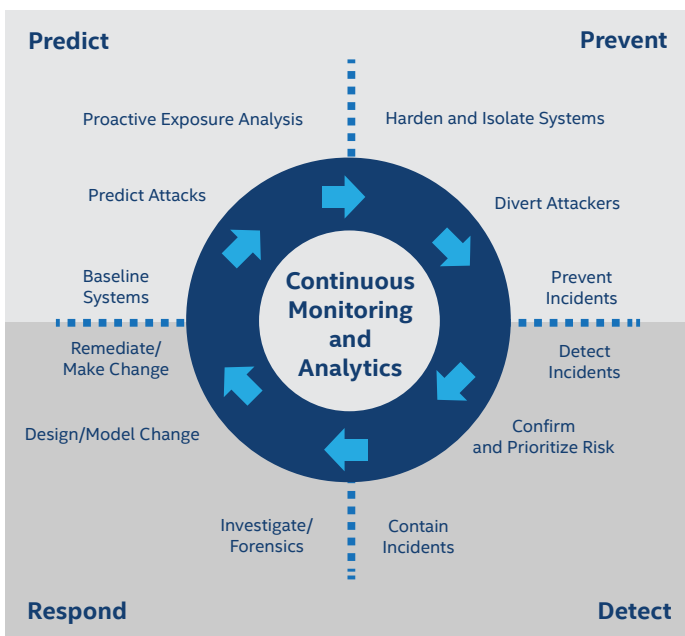 Predict
Prevent
Proactive Exposure Analysis
Harden and Isolate Systems
Predict Attacks
Divert Attackers
Baseline
Systems
Prevent
Incidents
Continuous
Monitoring
and
Analytics
Remediate/
Make Change
Detect
Incidents
Design/Model Change
Confirm
and Prioritize Risk
Investigate/
Forensics
Contain
Incidents
Respond
Detect